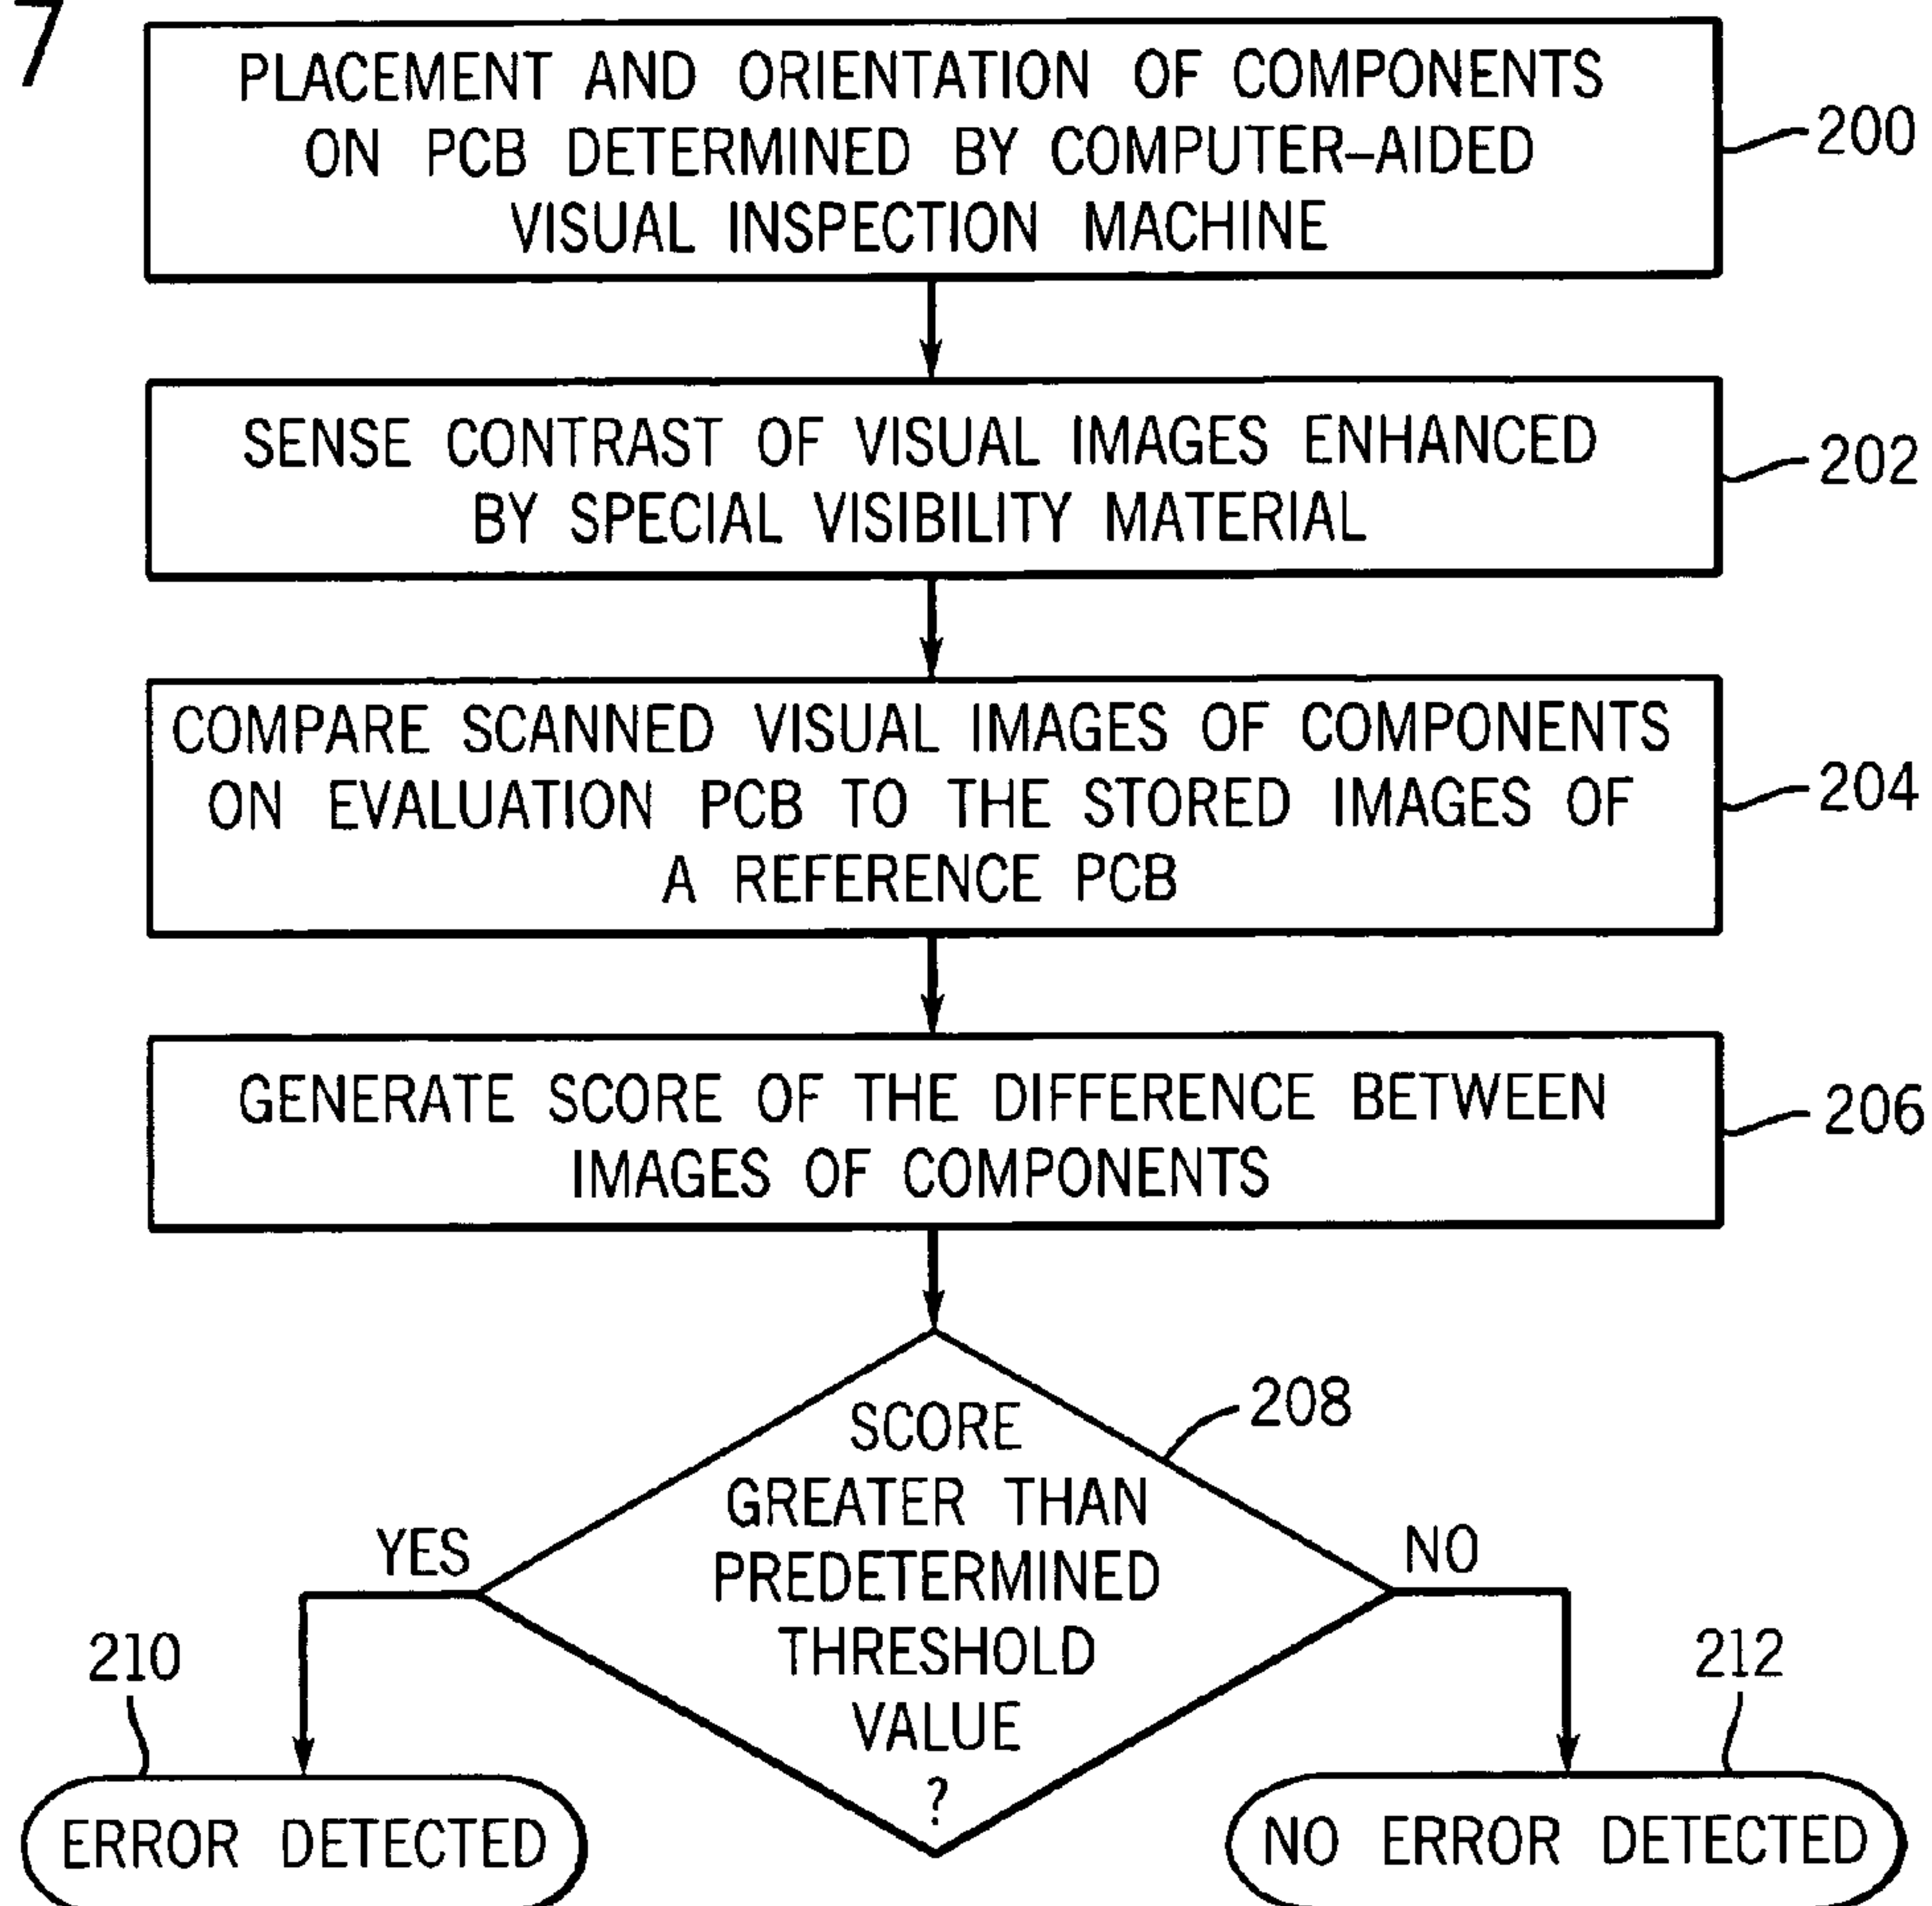 7
PLACEMENT AND ORIENTATION OF COMPONENTS
ON PCB DETERMINED BY COMPUTER-AIDED
VISUAL INSPECTION MACHINE
200
SENSE CONTRAST OF VISUAL IMAGES ENHANCED
BY SPECIAL VISIBILITY MATERIAL
202
COMPARE SCANNED VISUAL IMAGES OF COMPONENTS
ON EVALUATION PCB TO THE STORED IMAGES OF
A REFERENCE PCB
204
GENERATE SCORE OF THE DIFFERENCE BETWEEN
IMAGES OF COMPONENTS
206
SCORE
GREATER THAN
PREDETERMINED
THRESHOLD
VALUE
?
208
YES
NO
210
212
ERROR DETECTED
NO ERROR DETECTED